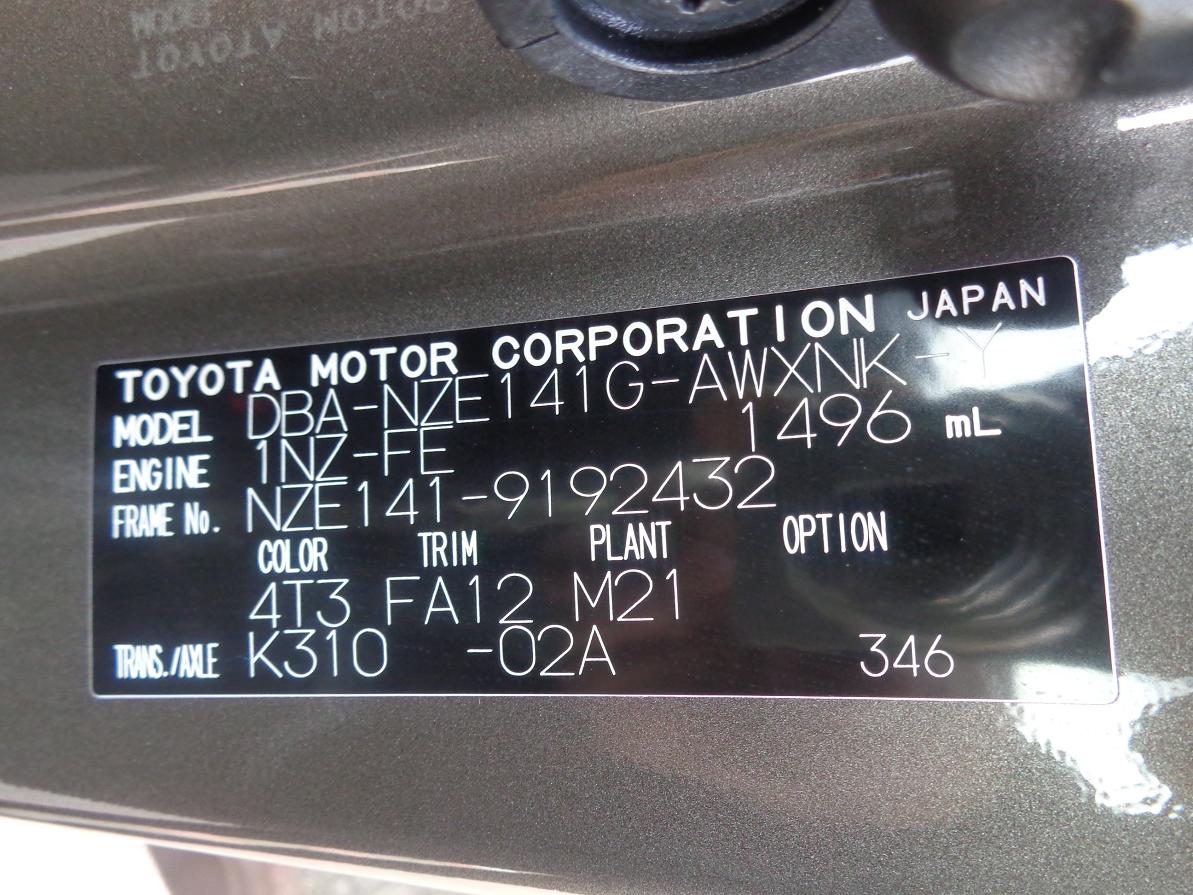 TOYOTA MOTOR CORPORATION JAPAN
MODEL DBA-NZE141G-AWXNK-Y
ENGINE 1NZ-FE 1496 mL
FRAME No. NZE141-9192432
COLOR TRIM PLANT OPTION
4T3 FA12 M21
TRANS./AXLE K310 -02A 346